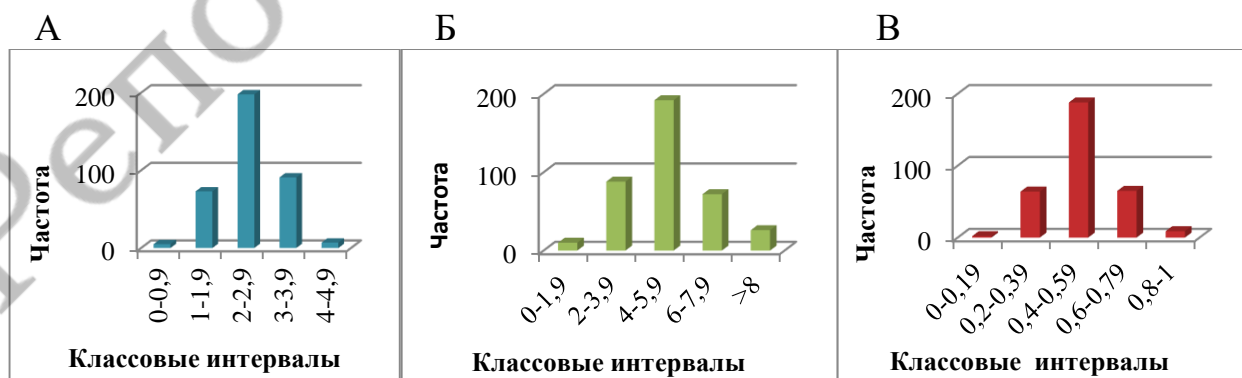 А
Б
В
200
100
0
Частота
0-0,9
1-1,9
2-2,9
3-3,9
4-4,9
Классовые интервалы
200
100
0
Частота
0-1,9
2-3,9
4-5,9
6-7,9
>8
Классовые интервалы
200
100
0
Частота
0-0,19
0,2-0,39
0,4-0,59
0,6-0,79
0,8-1
Классовые интервалы